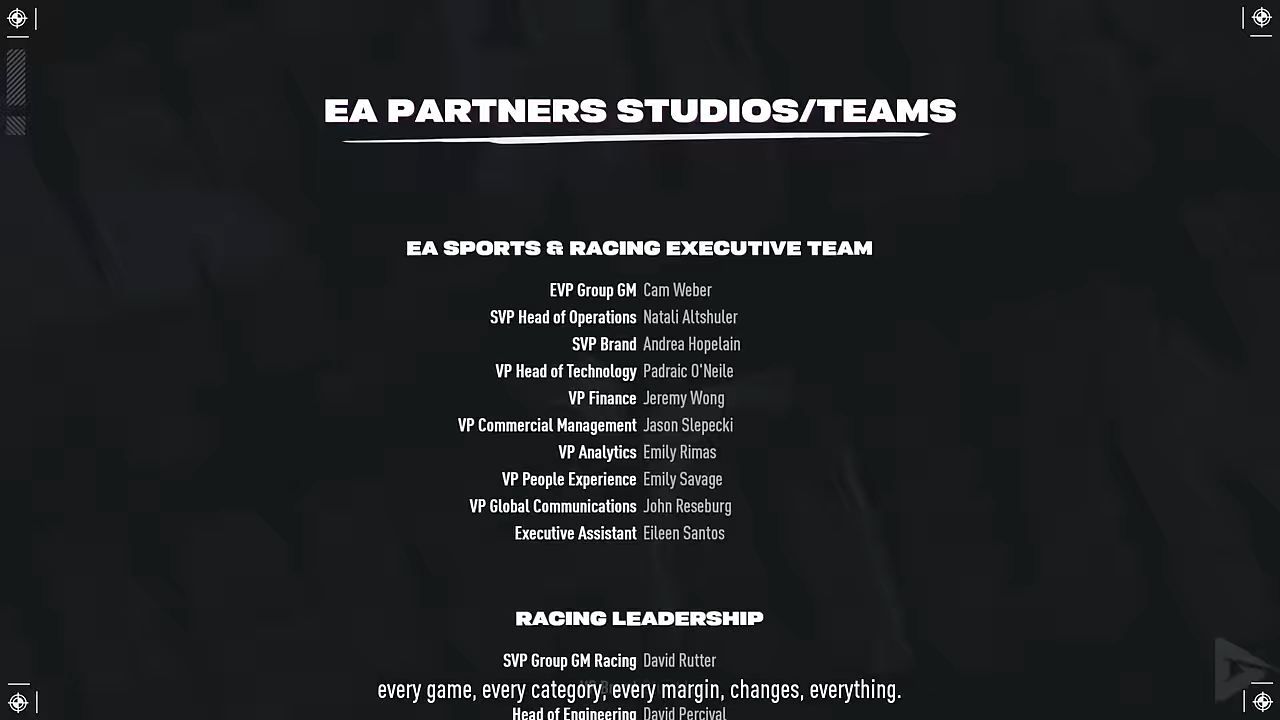 EA PARTNERS STUDIOS/TEAMS
EA SPORTS & RACING EXECUTIVE TEAM
EVP Group GM Cam Weber
SVP Head of Operations Natali Altshuler
SVP Brand Andrea Hopelain
VP Head of Technology Padraic O'Neile
VP Finance Jeremy Wong
VP Commercial Management Jason Slepecki
VP Analytics Emily Rimas
VP People Experience Emily Savage
VP Global Communications John Reseburg
Executive Assistant Eileen Santos
RACING LEADERSHIP
SVP Group GM Racing David Rutter
every game, every category, every margin, changes, everything.
Head of Engineering David Percival